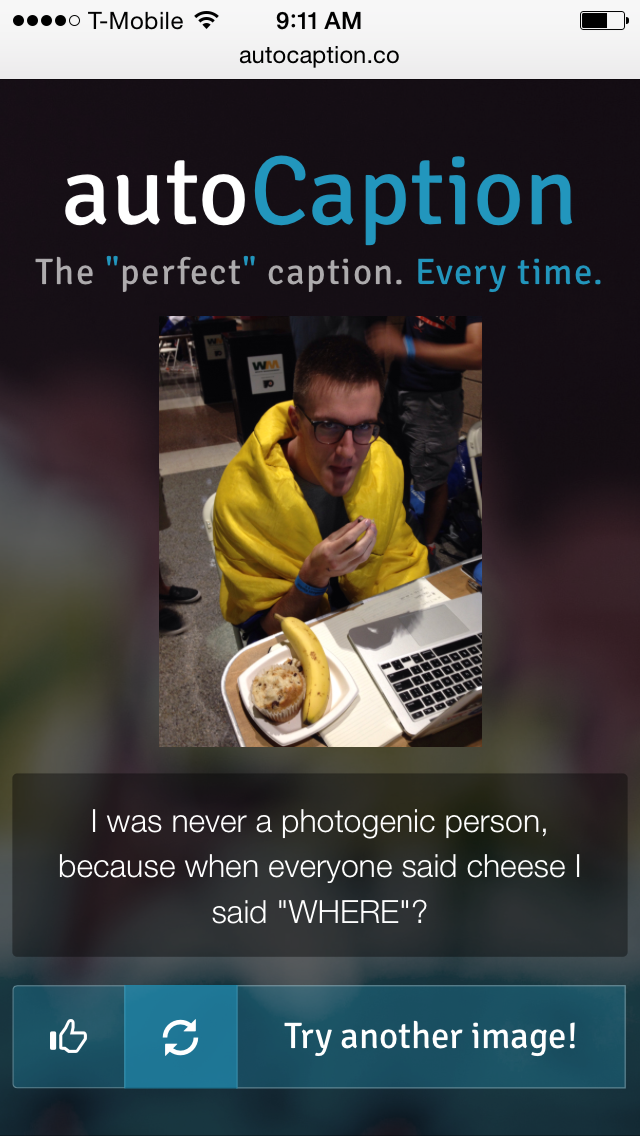 T-Mobile 9:11 AM
autocaption.co
autoCaption
The "perfect" caption. Every time.
WM
I was never a photogenic person,
because when everyone said cheese I
said "WHERE"?
Try another image!